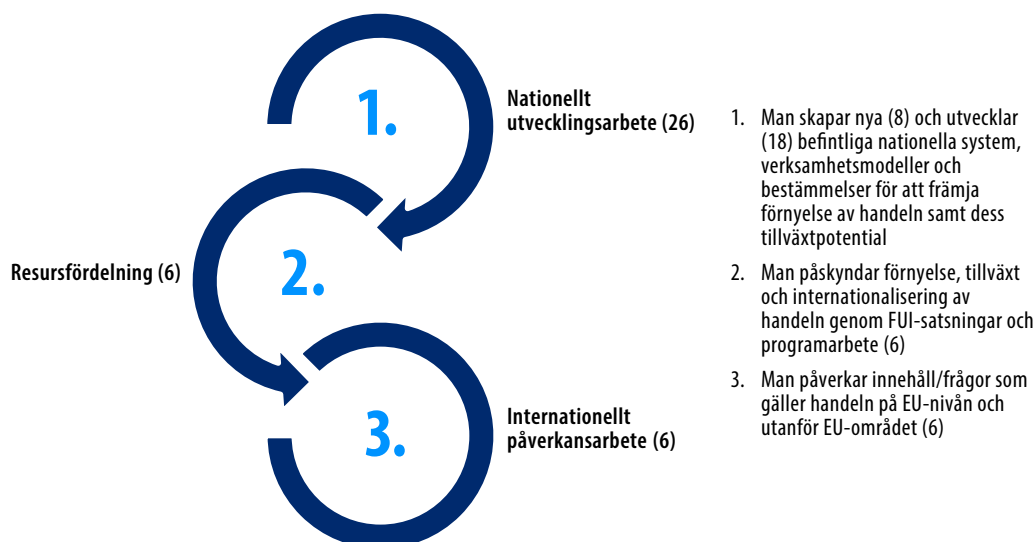 1.
Nationellt
utvecklingsarbete (26)
Resursfördelning (6)
2.
3.
Internationellt
påverkansarbete (6)
1. Man skapar nya (8) och utvecklar
(18) befintliga nationella system,
verksamhetsmodeller och
bestämmelser för att främja
förnyelse av handeln samt dess
tillväxtpotential
2. Man påskyndar förnyelse, tillväxt
och internationalisering av
handeln genom FUI-satsningar och
programarbete (6)
3. Man påverkar innehåll/frågor som
gäller handeln på EU-nivån och
utanför EU-området (6)